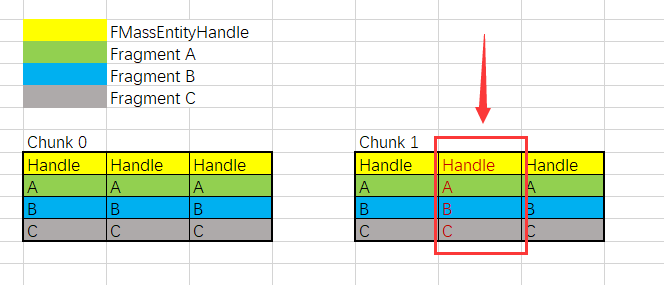 FMassEntityHandle
Fragment A
Fragment B
Fragment C
Chunk 0
Handle Handle Handle
A A A
B B B
C C C
Chunk 1
Handle Handle Handle
A A A
B B B
C C C